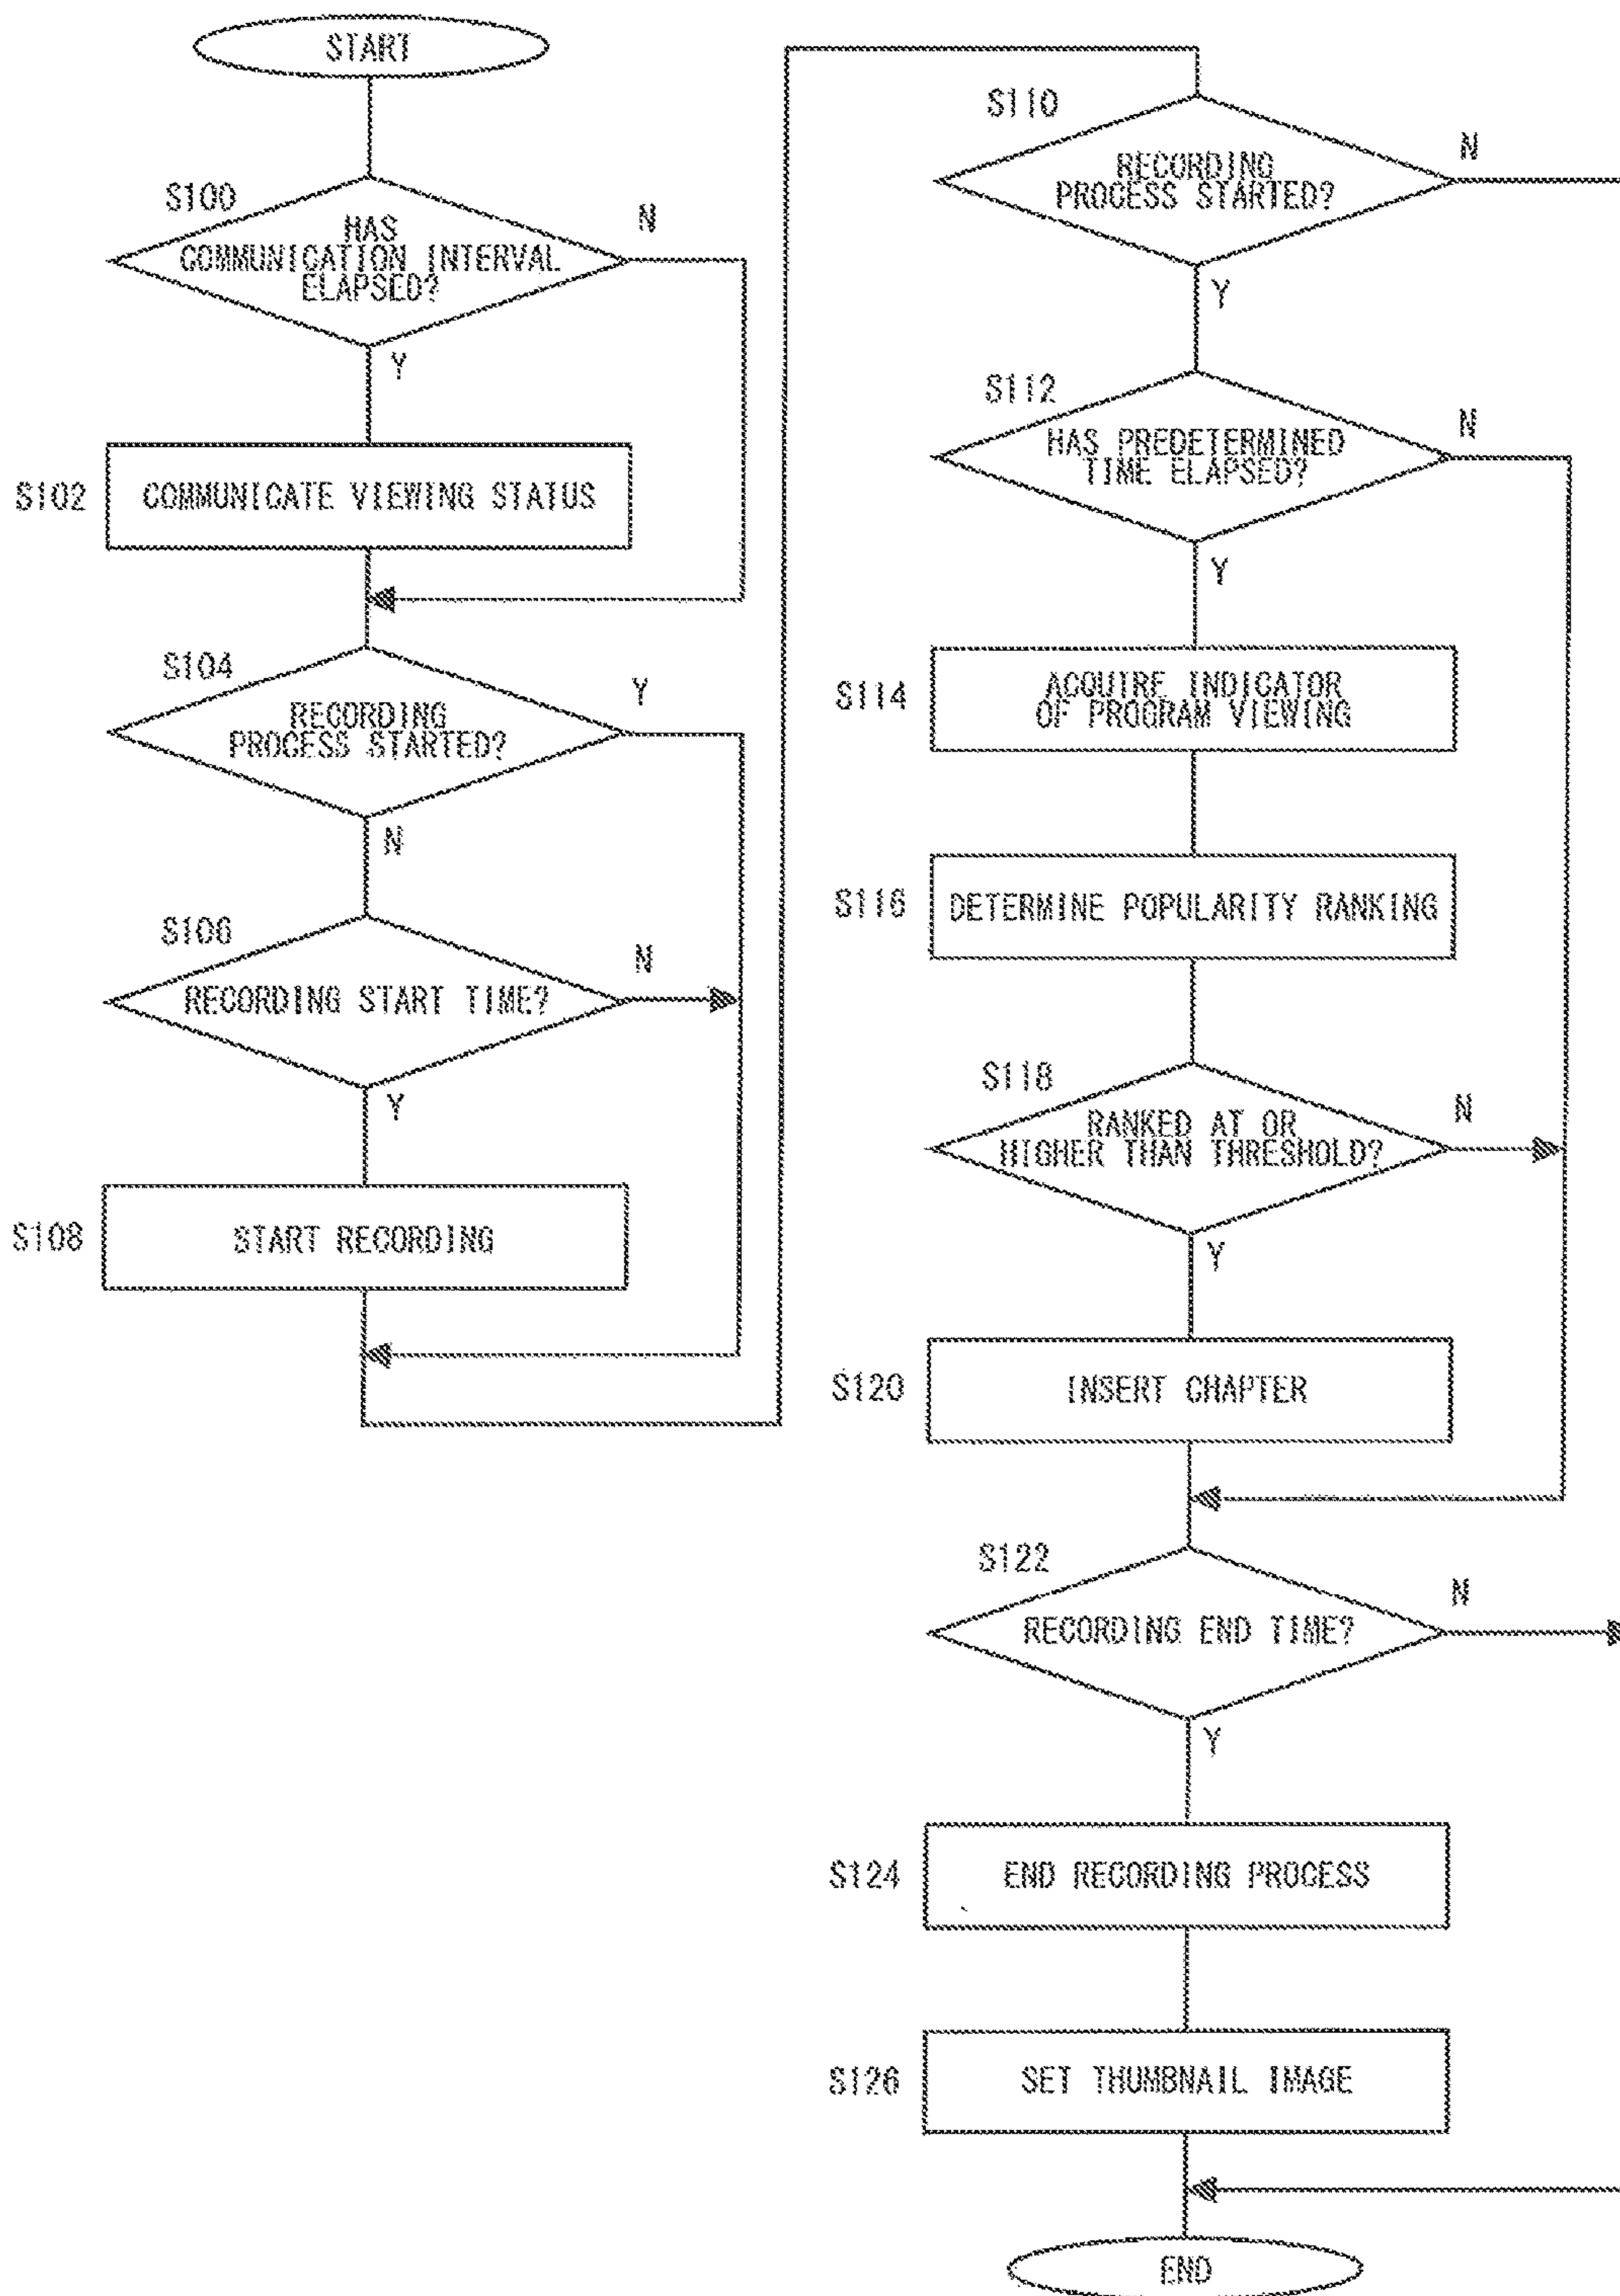 START
S100
HAS
COMMUNICATION INTERVAL
ELAPSED?
N
Y
S102
COMMUNICATE VIEWING STATUS
S104
RECORDING
PROCESS STARTED?
Y
N
S106
RECORDING START TIME?
N
Y
S108
START RECORDING
S110
RECORDING
PROCESS STARTED?
N
Y
S112
HAS PREDETERMINED
TIME ELAPSED?
N
Y
S114
ACQUIRE INDICATOR
OF PROGRAM VIEWING
S116
DETERMINE POPULARITY RANKING
S118
RANKED AT OR
HIGHER THAN THRESHOLD?
N
Y
S120
INSERT CHAPTER
S122
RECORDING END TIME?
N
Y
S124
END RECORDING PROCESS
S126
SET THUMBNAIL IMAGE
END